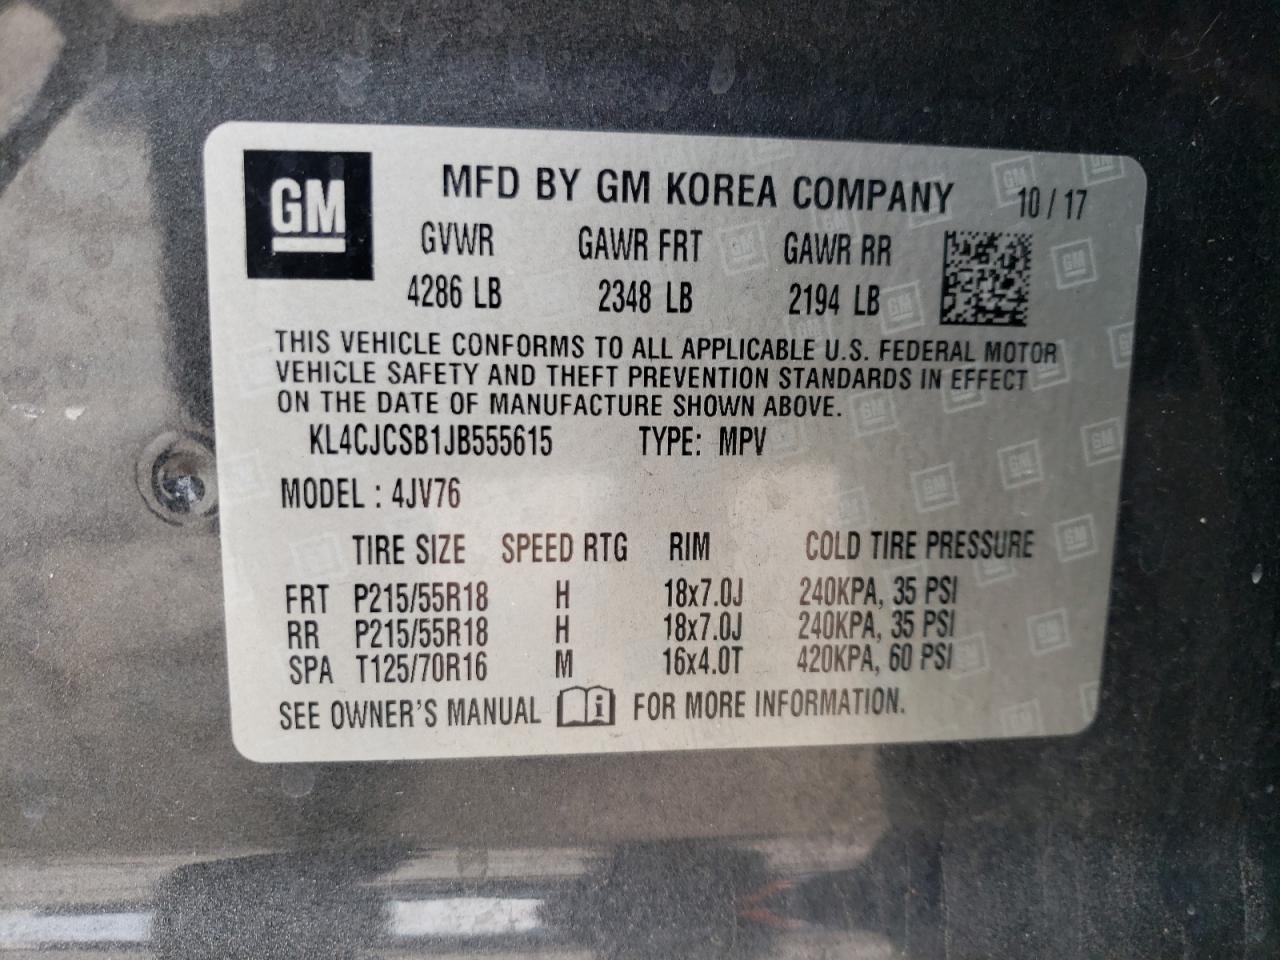 GM
MFD BY GM KOREA COMPANY 10/17
GVWR GAWR FRT GAWR RR
4286 LB 2348 LB 2194 LB
THIS VEHICLE CONFORMS TO ALL APPLICABLE U.S. FEDERAL MOTOR
VEHICLE SAFETY AND THEFT PREVENTION STANDARDS IN EFFECT
ON THE DATE OF MANUFACTURE SHOWN ABOVE.
KL4CJCSB1JB555615 TYPE: MPV
MODEL : 4JV76
TIRE SIZE SPEED RTG RIM COLD TIRE PRESSURE
FRT P215/55R18 H 18x7.0J 240KPA, 35 PSI
RR P215/55R18 H 18x7.0J 240KPA, 35 PSI
SPA T125/70R16 M 16x4.0T 420KPA, 60 PSI
SEE OWNER'S MANUAL i FOR MORE INFORMATION.